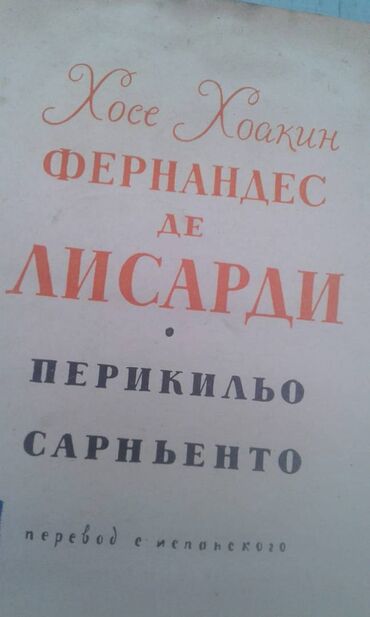 Хосе Хоакин
ФЕРНАНДЕС
ДЕ
ЛИСАРДИ
•
ПЕРИКИЛЬО
САРНЬЕНТО
перевод с испанского